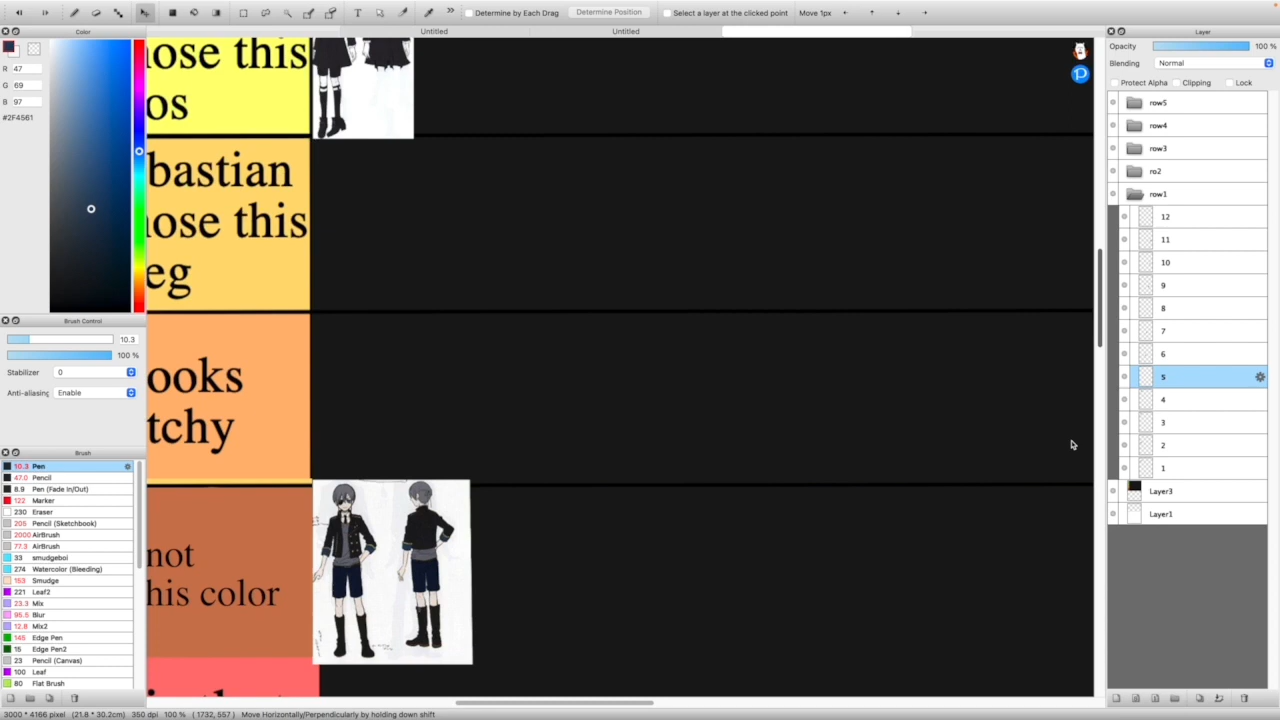 Determine by Each Drag
Determine Position
Select a layer at the clicked point
Move 1px
Color
Untitled
Untitled
Layer
R 47
G 69
B 97
#2F4561
Opacity 100 %
Blending Normal
Protect Alpha Clipping Lock
row5
row4
row3
ro2
row1
12
11
10
9
8
7
6
5
4
3
2
1
Layer3
Layer1
ose this
os
bastian
ose this
eg
ooks
tchy
not
his color
Brush Control
10.3
100 %
Stabilizer 0
Anti-aliasing Enable
Brush
10.3 Pen
47.0 Pencil
8.9 Pen (Fade In/Out)
122 Marker
230 Eraser
205 Pencil (Sketchbook)
2000 AirBrush
77.3 AirBrush
33 smudgeboi
274 Watercolor (Bleeding)
153 Smudge
221 Leaf2
23.3 Mix
95.5 Blur
12.8 Mix2
145 Edge Pen
15 Edge Pen2
23 Pencil (Canvas)
100 Leaf
80 Flat Brush
3000 * 4166 pixel (21.8 * 30.2cm) 350 dpi 100 % ( 1732, 557 ) Move Horizontally/Perpendicularly by holding down shift